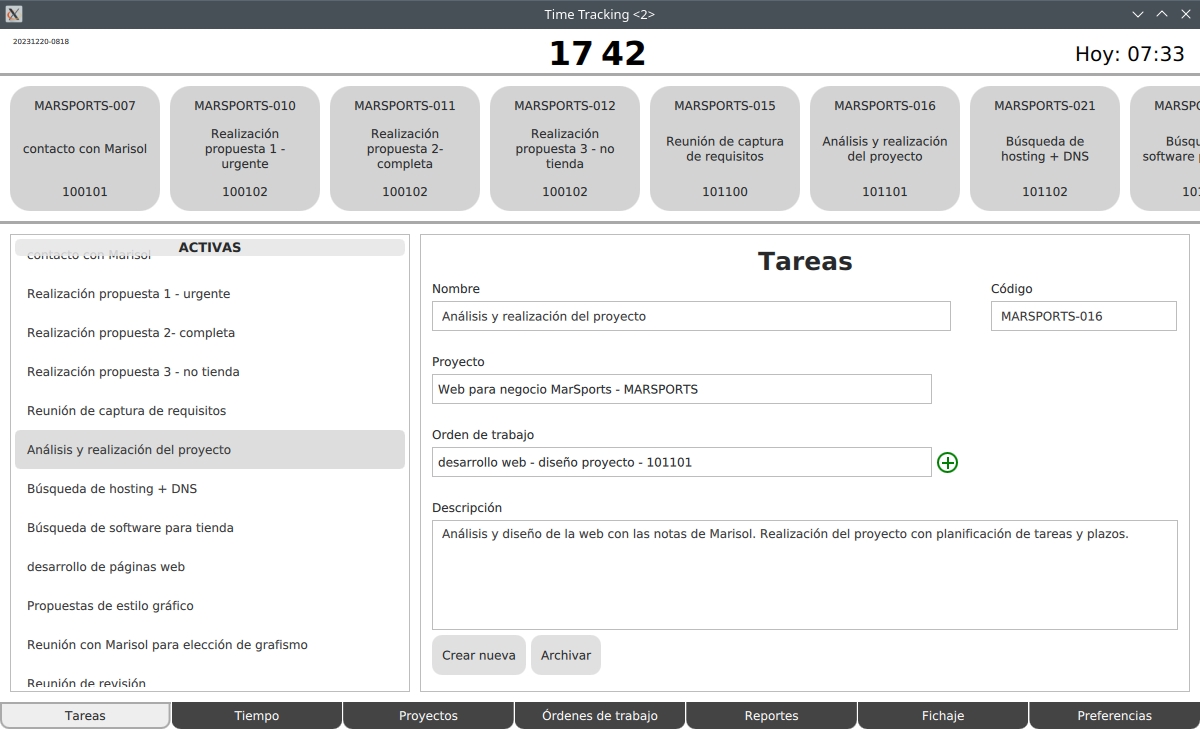 Time Tracking <2>
20231220-0818
17 42
Hoy: 07:33
MARSPORTS-007
contacto con Marisol
100101
MARSPORTS-010
Realización
propuesta 1 -
urgente
100102
MARSPORTS-011
Realización
propuesta 2-
completa
100102
MARSPORTS-012
Realización
propuesta 3 - no
tienda
100102
MARSPORTS-015
Reunión de captura
de requisitos
101100
MARSPORTS-016
Análisis y realización
del proyecto
101101
MARSPORTS-021
Búsqueda de
hosting + DNS
101102
ACTIVAS
contacto con Marisol
Realización propuesta 1 - urgente
Realización propuesta 2- completa
Realización propuesta 3 - no tienda
Reunión de captura de requisitos
Análisis y realización del proyecto
Búsqueda de hosting + DNS
Búsqueda de software para tienda
desarrollo de páginas web
Propuestas de estilo gráfico
Reunión con Marisol para elección de grafismo
Reunión de revisión
Tareas
Nombre
Análisis y realización del proyecto
Código
MARSPORTS-016
Proyecto
Web para negocio MarSports - MARSPORTS
Orden de trabajo
desarrollo web - diseño proyecto - 101101
Descripción
Análisis y diseño de la web con las notas de Marisol. Realización del proyecto con planificación de tareas y plazos.
Crear nueva
Archivar
Tareas
Tiempo
Proyectos
Órdenes de trabajo
Reportes
Fichaje
Preferencias